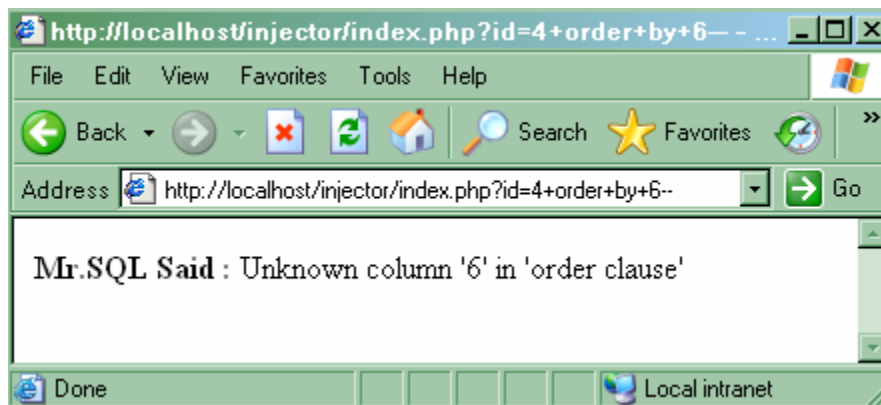 http://localhost/injector/index.php?id=4+order+by+6-- - ...
File Edit View Favorites Tools Help
Back Search Favorites »
Address http://localhost/injector/index.php?id=4+order+by+6-- Go
Mr.SQL Said : Unknown column '6' in 'order clause'
Done Local intranet